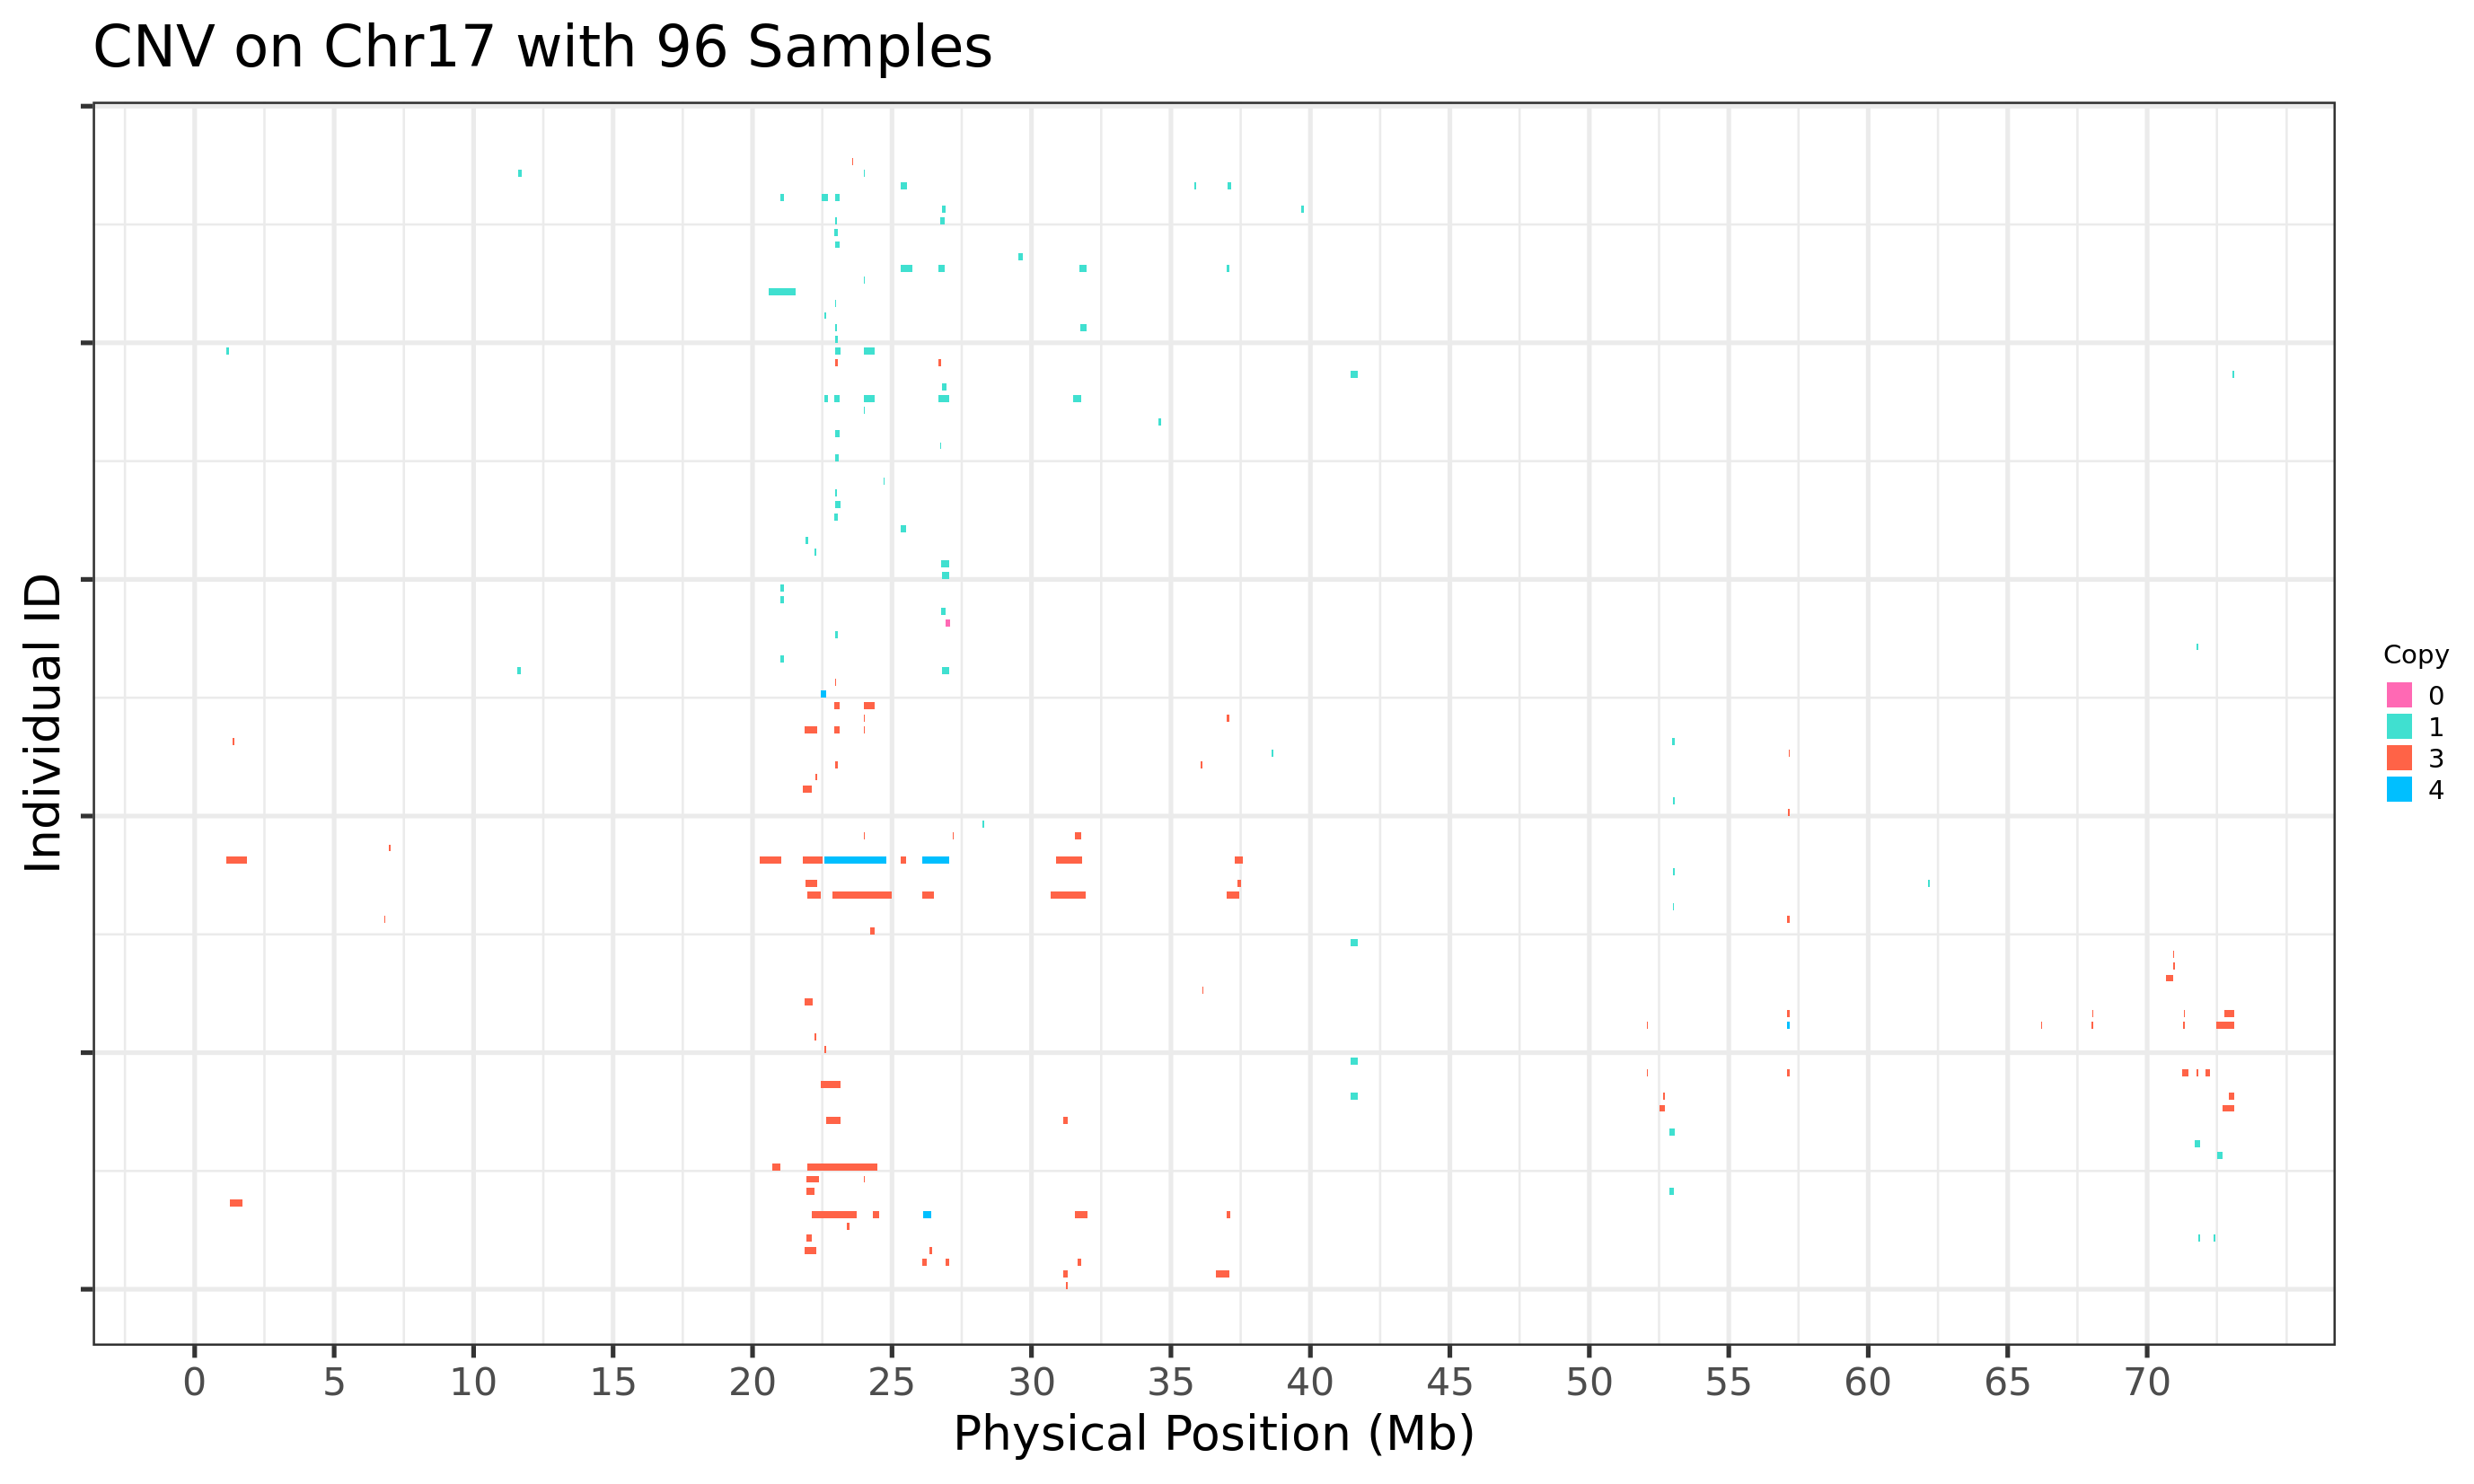 CNV on Chr17 with 96 Samples
Individual ID
Copy
0
1
3
4
0 5 10 15 20 25 30 35 40 45 50 55 60 65 70
Physical Position (Mb)